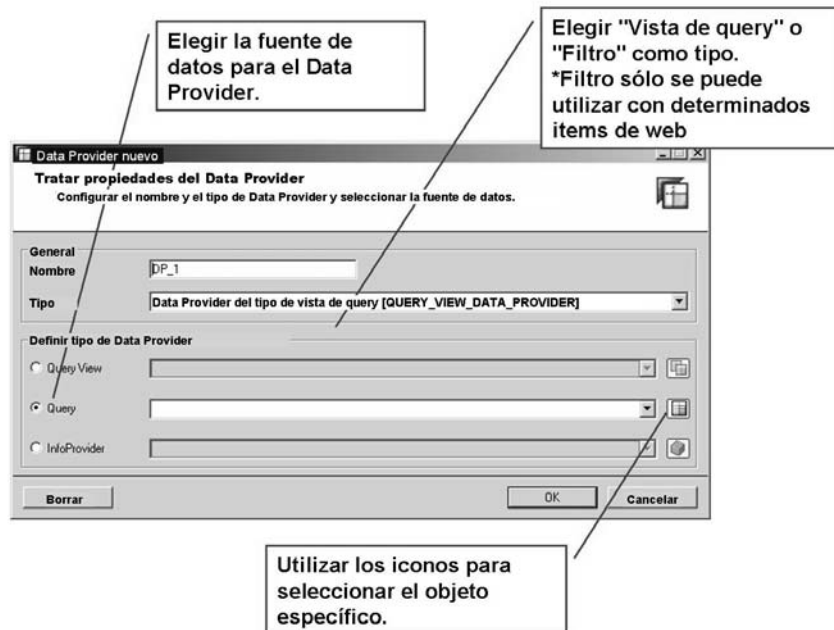 Elegir la fuente de
datos para el Data
Provider.
Elegir "Vista de query" o
"Filtro" como tipo.
*Filtro sólo se puede
utilizar con determinados
items de web
Data Provider nuevo
Tratar propiedades del Data Provider
Configurar el nombre y el tipo de Data Provider y seleccionar la fuente de datos.
General
Nombre DP_1
Tipo Data Provider del tipo de vista de query [QUERY_VIEW_DATA_PROVIDER]
Definir tipo de Data Provider
Query View
Query
InfoProvider
Borrar OK Cancelar
Utilizar los iconos para
seleccionar el objeto
específico.